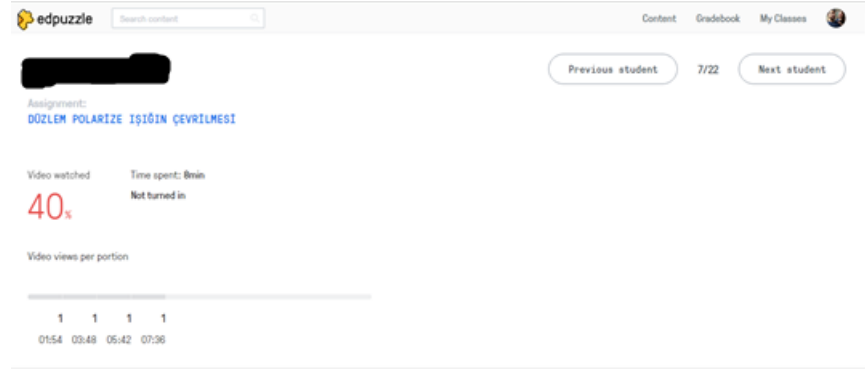 edpuzzle Search content Content Gradebook My Classes
Previous student 7/22 Next student
Assignment:
DÜZLEM POLARİZE IŞIĞIN ÇEVRİLMESİ
Video watched Time spent: 8min
40% Not turned in
Video views per portion
1 1 1 1
01:54 03:48 05:42 07:36